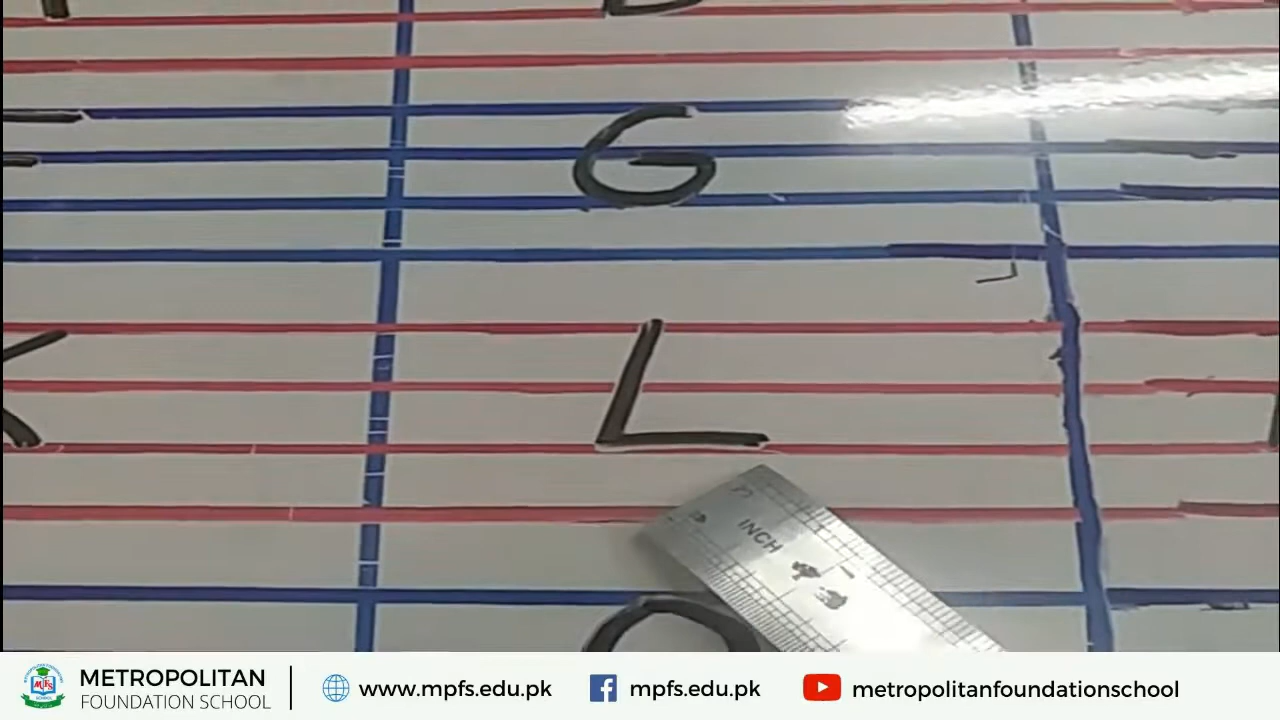 G
K L
INCH
METROPOLITAN
FOUNDATION SCHOOL
www.mpfs.edu.pk
mpfs.edu.pk
metropolitanfoundationschool